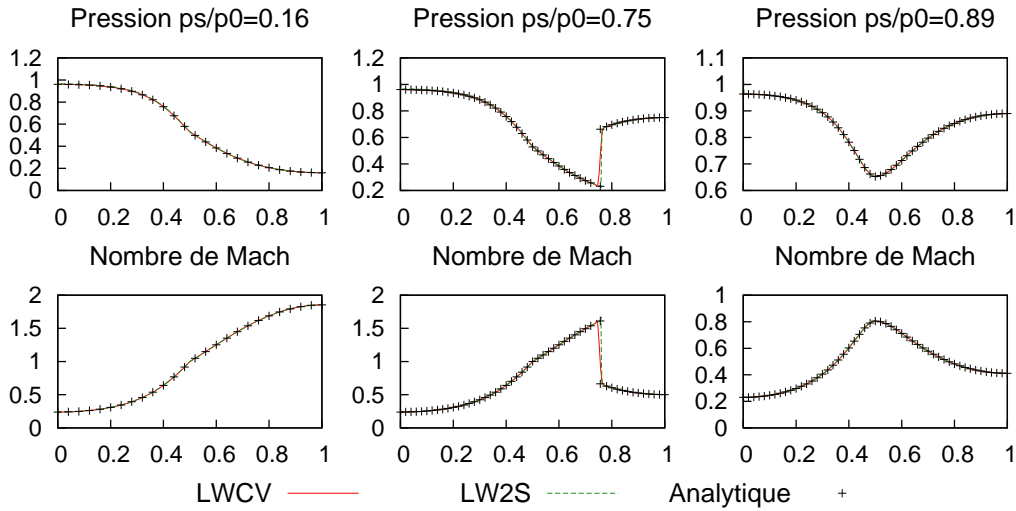 Pression ps/p0=0.16 Pression ps/p0=0.75 Pression ps/p0=0.89
1.2 1.2 1
1 1 0.9
0.8 0.8 0.8
0.6 0.6 0.7
0.4 0.4 0.6
0.2 0.2
0
0 0.2 0.4 0.6 0.8 1 0 0.2 0.4 0.6 0.8 1 0 0.2 0.4 0.6 0.8 1
Nombre de Mach Nombre de Mach Nombre de Mach
2 2 1
1.5 1.5 0.8
1 1 0.6
0.5 0.5 0.4
0 0 0.2
0
0 0.2 0.4 0.6 0.8 1 0 0.2 0.4 0.6 0.8 1 0 0.2 0.4 0.6 0.8 1
LWCV LW2S Analytique